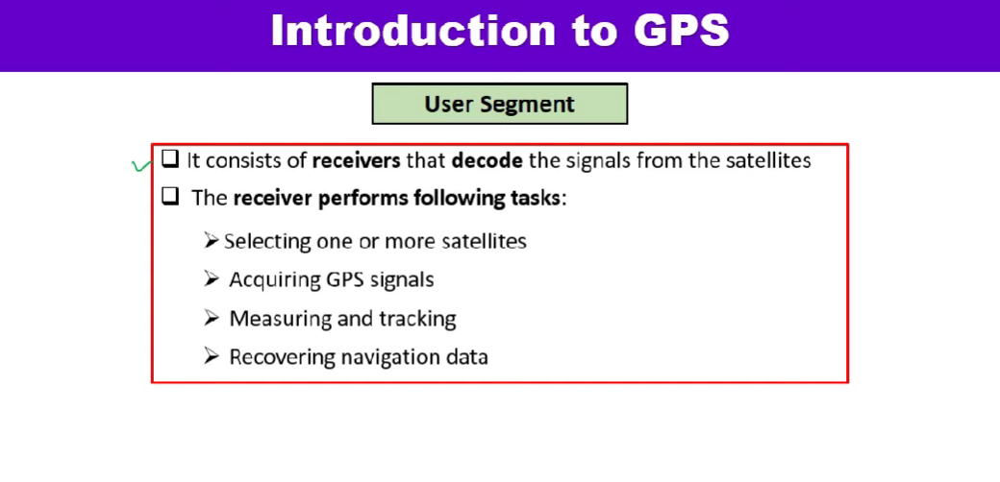 Introduction to GPS
User Segment
It consists of receivers that decode the signals from the satellites
The receiver performs following tasks:
Selecting one or more satellites
Acquiring GPS signals
Measuring and tracking
Recovering navigation data